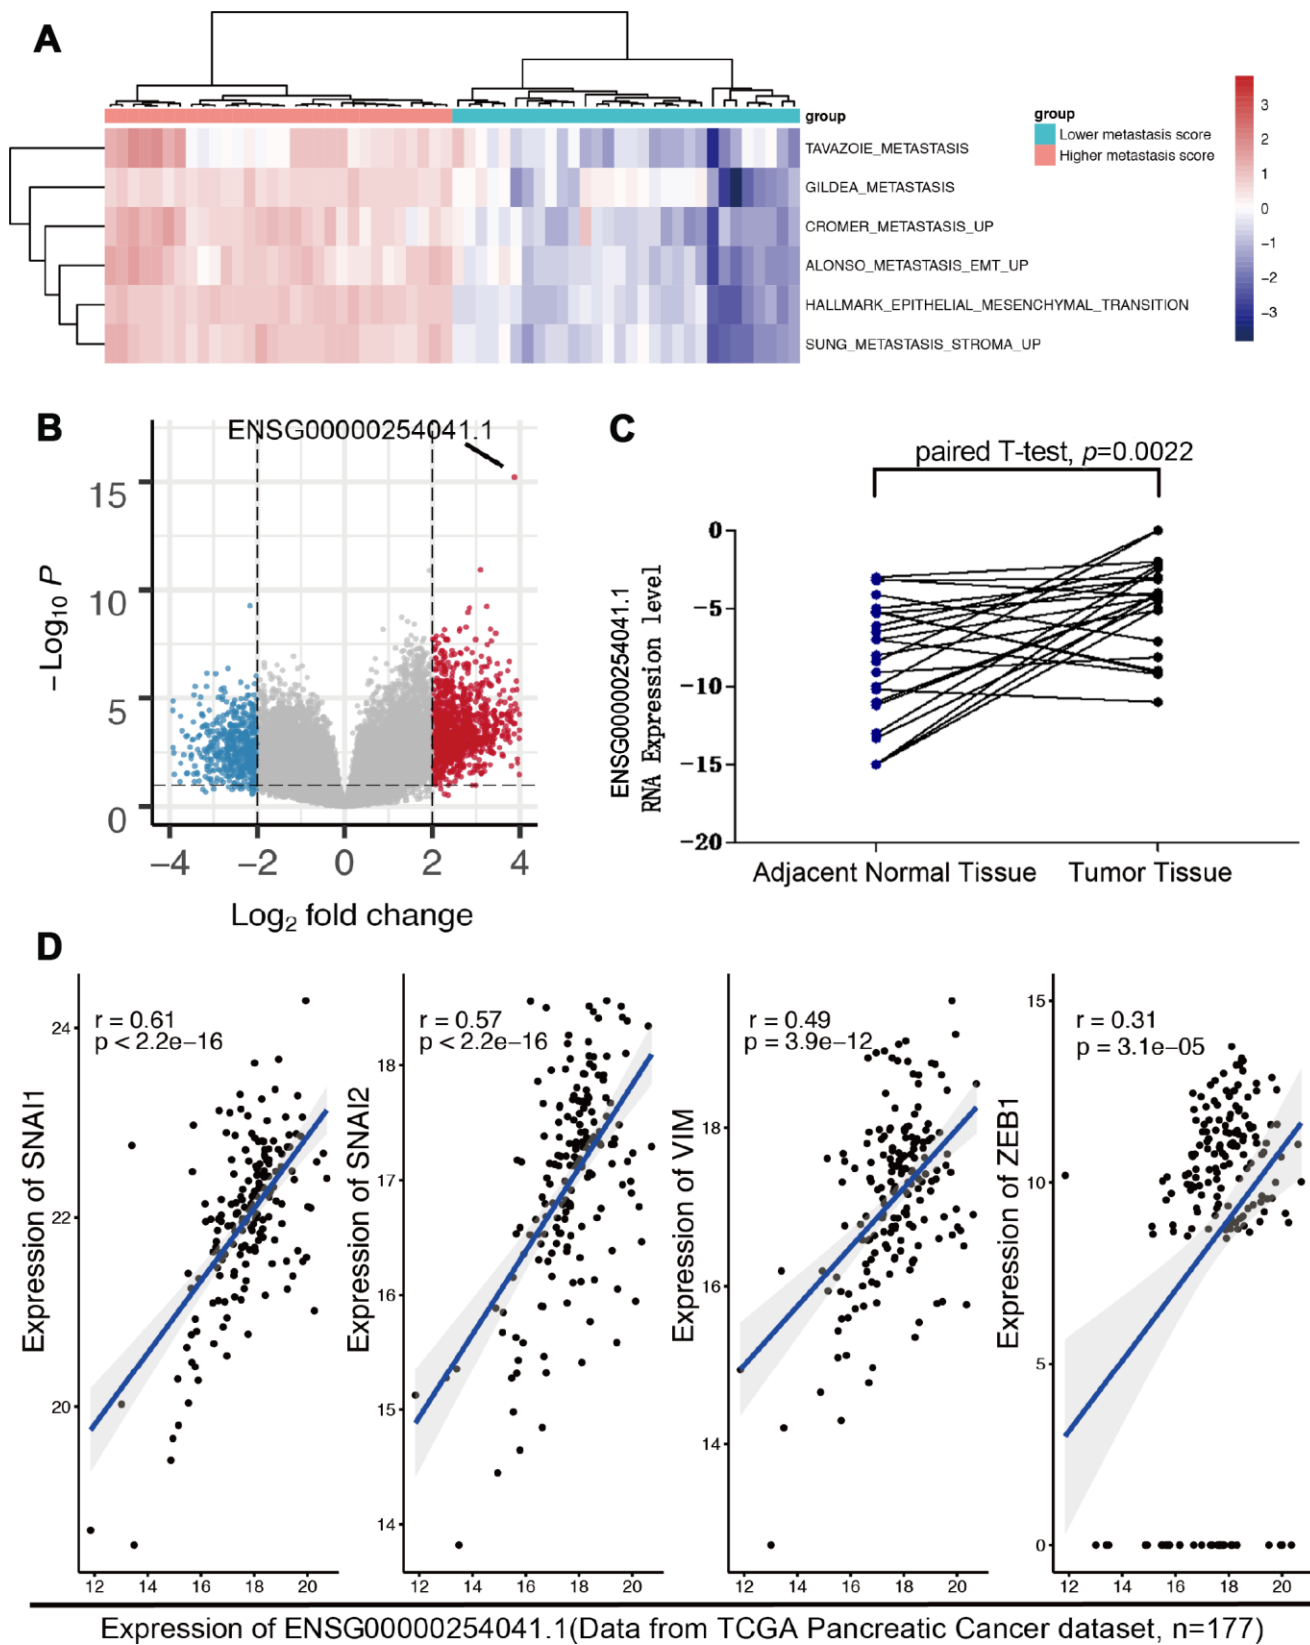 A
group
TAVAZOIE_METASTASIS
GILDEA_METASTASIS
CROMER_METASTASIS_UP
ALONSO_METASTASIS_EMT_UP
HALLMARK_EPITHELIAL_MESENCHYMAL_TRANSITION
SUNG_METASTASIS_STROMA_UP
group
Lower metastasis score
Higher metastasis score
3
2
1
0
−1
−2
−3
B
ENSG00000254041.1
15
10
5
0
−Log10 P
−4 −2 0 2 4
Log2 fold change
C
paired T-test, p=0.0022
0
−5
−10
−15
−20
ENSG00000254041.1
RNA Expression level
Adjacent Normal Tissue Tumor Tissue
D
r = 0.61
p < 2.2e−16
Expression of SNAI1
24
22
20
12 14 16 18 20
r = 0.57
p < 2.2e−16
Expression of SNAI2
18
17
16
15
14
12 14 16 18 20
r = 0.49
p = 3.9e−12
Expression of VIM
18
16
14
12 14 16 18 20
r = 0.31
p = 3.1e−05
Expression of ZEB1
15
10
5
0
12 14 16 18 20
Expression of ENSG00000254041.1(Data from TCGA Pancreatic Cancer dataset, n=177)